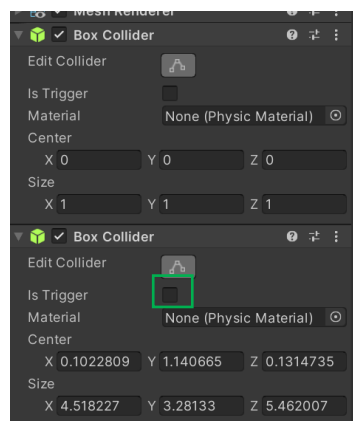 Mesh Renderer
Box Collider
Edit Collider
Is Trigger
Material None (Physic Material)
Center
X 0 Y 0 Z 0
Size
X 1 Y 1 Z 1
Box Collider
Edit Collider
Is Trigger
Material None (Physic Material)
Center
X 0.1022809 Y 1.140665 Z 0.1314735
Size
X 4.518227 Y 3.28133 Z 5.462007